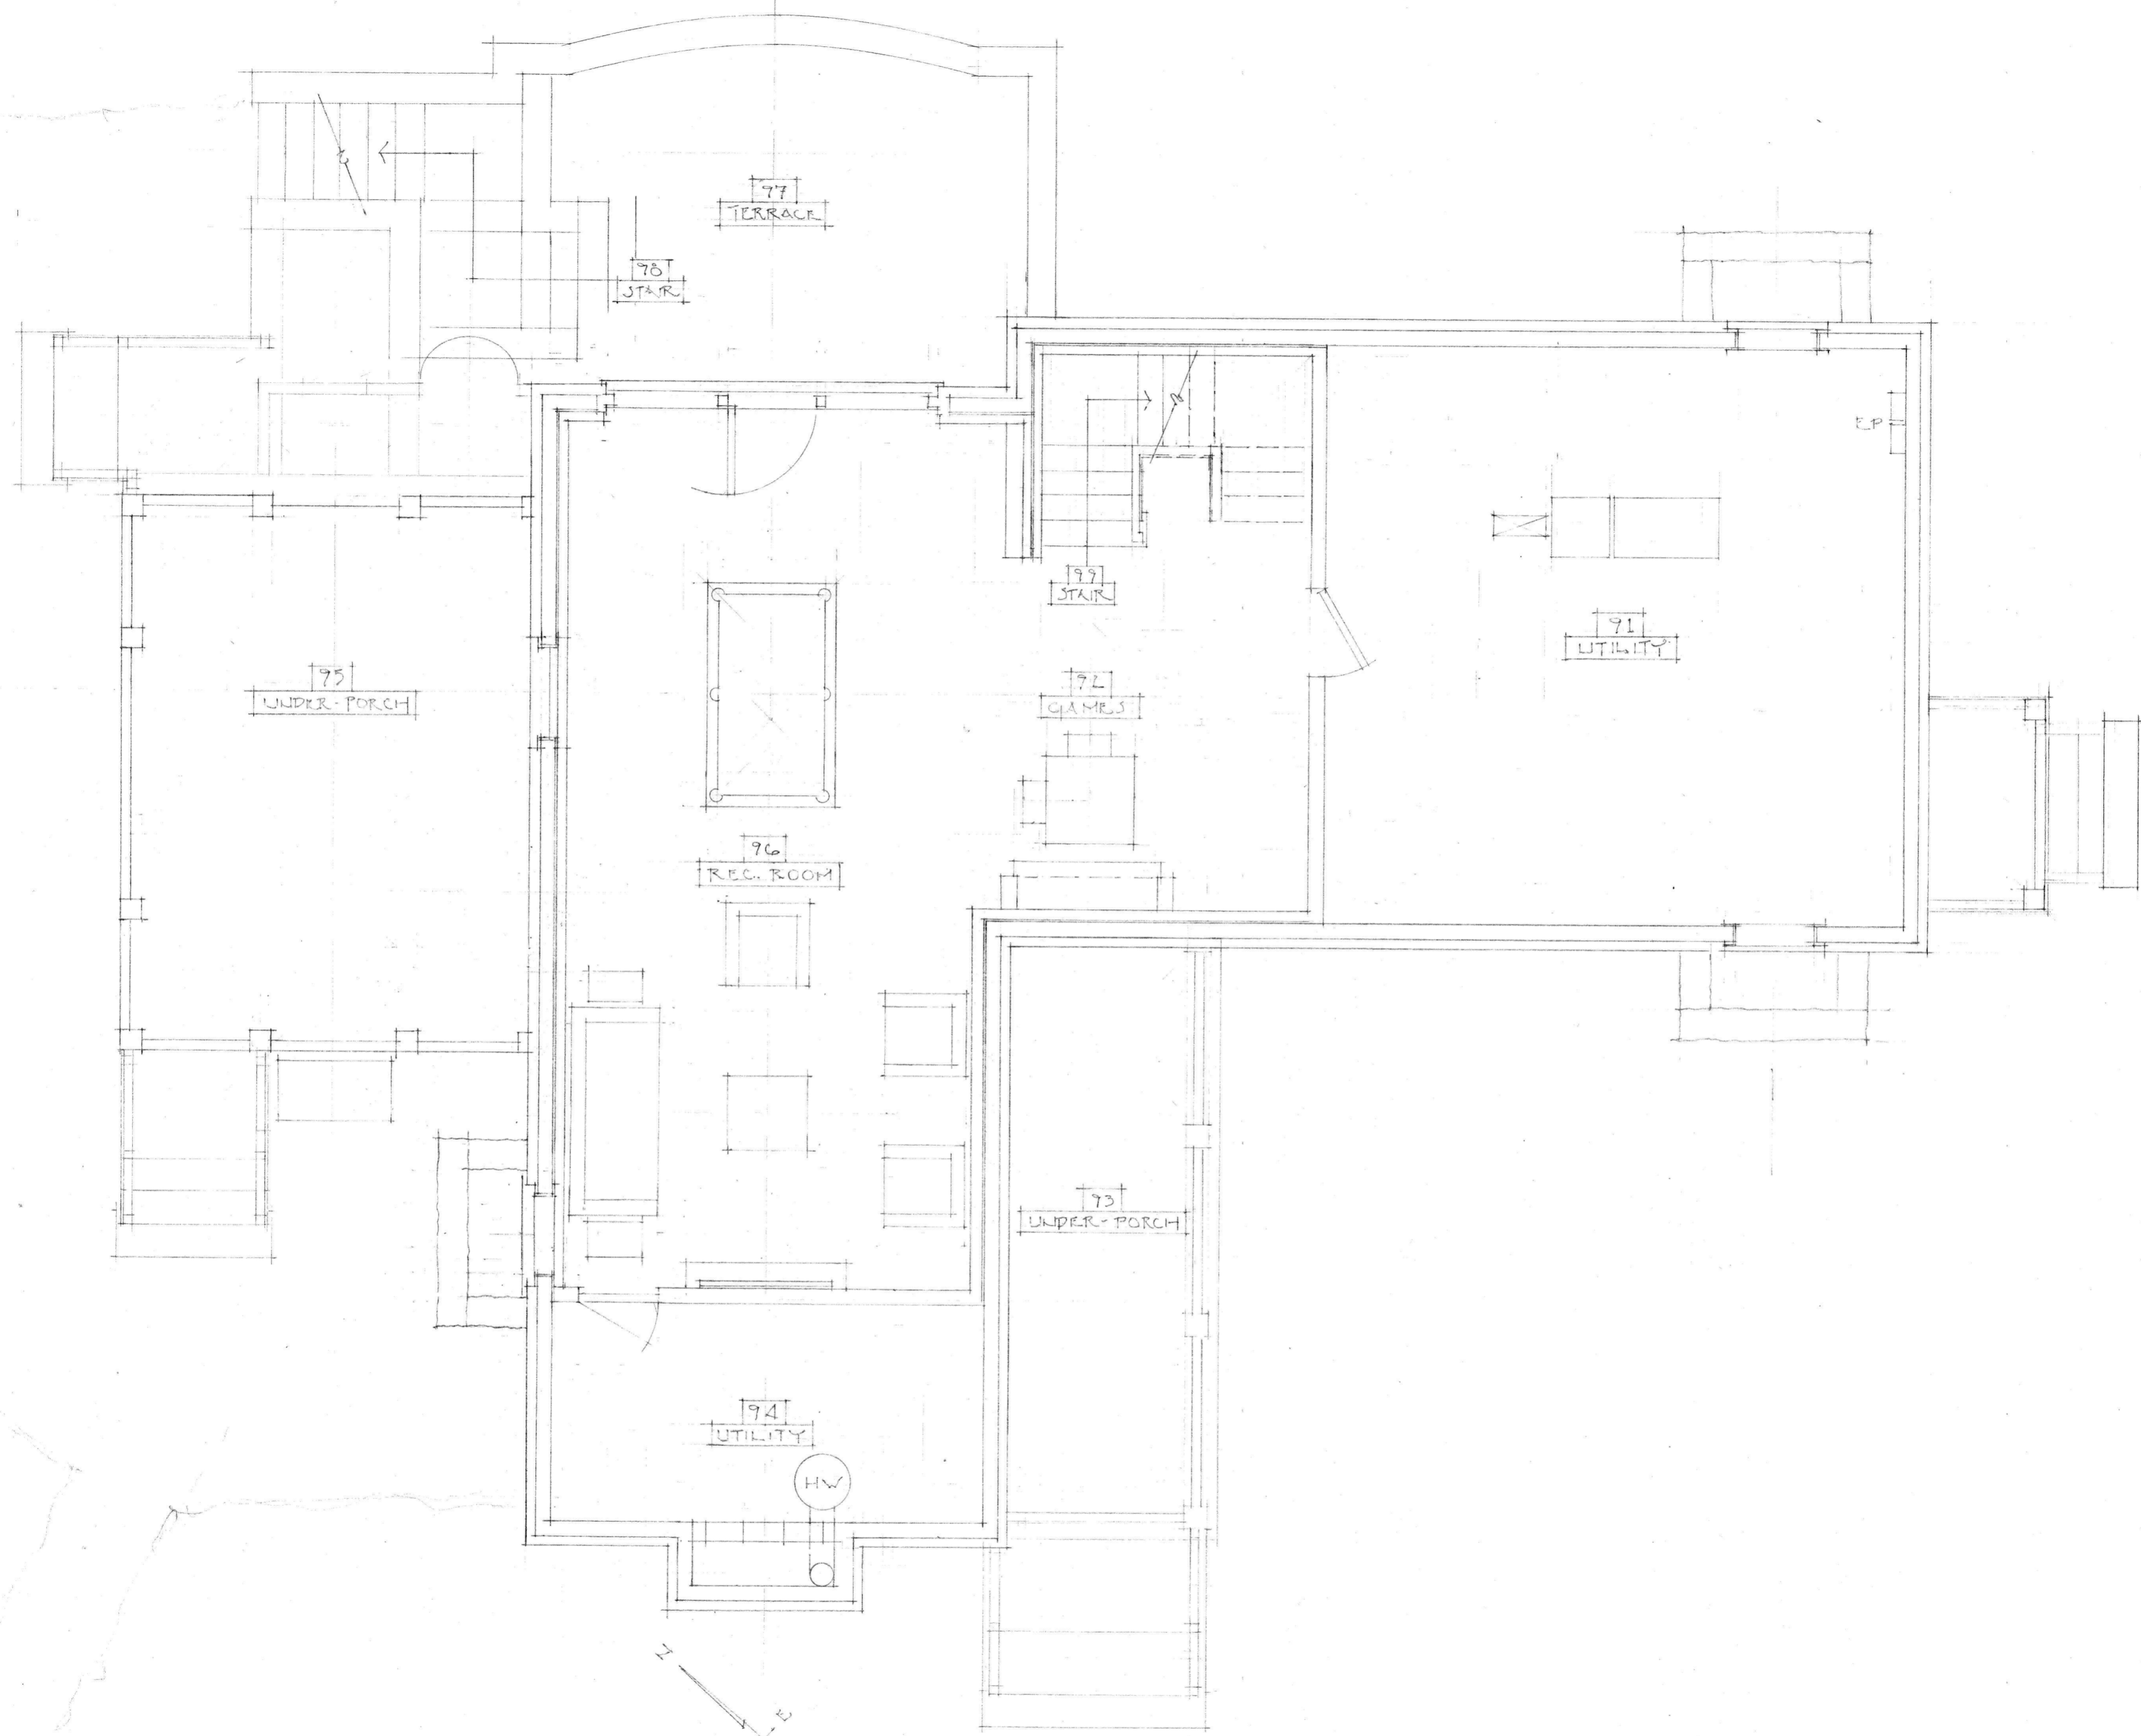 97
TERRACE
98
STAIR
EP
99
STAIR
91
UTILITY
95
UNDER-PORCH
92
GAMES
96
REC. ROOM
93
UNDER-PORCH
94
UTILITY
HW
N